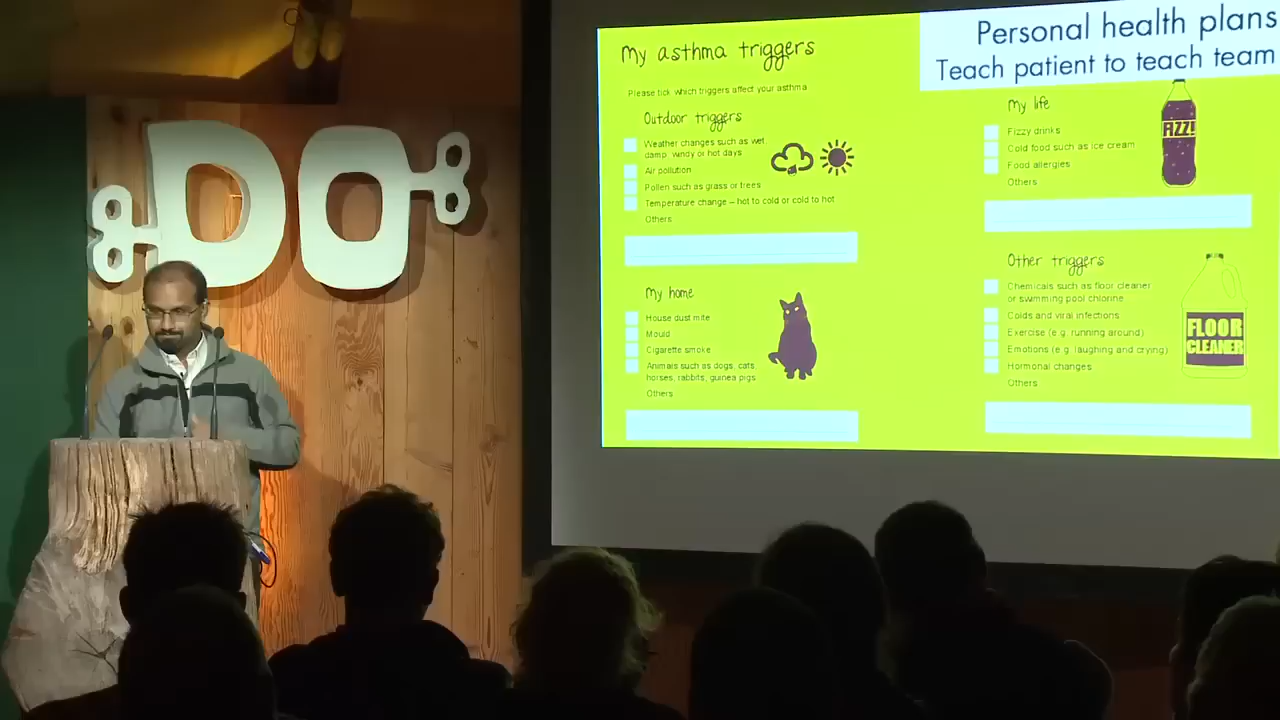 DO
Personal health plans
Teach patient to teach team
My asthma triggers
Please tick which triggers affect your asthma
Outdoor triggers
Weather changes such as wet,
damp, windy or hot days
Air pollution
Pollen such as grass or trees
Temperature change – hot to cold or cold to hot
Others
My home
House dust mite
Mould
Cigarette smoke
Animals such as dogs, cats,
horses, rabbits, guinea pigs
Others
My life
Fizzy drinks
Cold food such as ice cream
Food allergies
Others
FIZZ!
Other triggers
Chemicals such as floor cleaner
or swimming pool chlorine
Colds and viral infections
Exercise (e.g. running around)
Emotions (e.g. laughing and crying)
Hormonal changes
Others
FLOOR
CLEANER